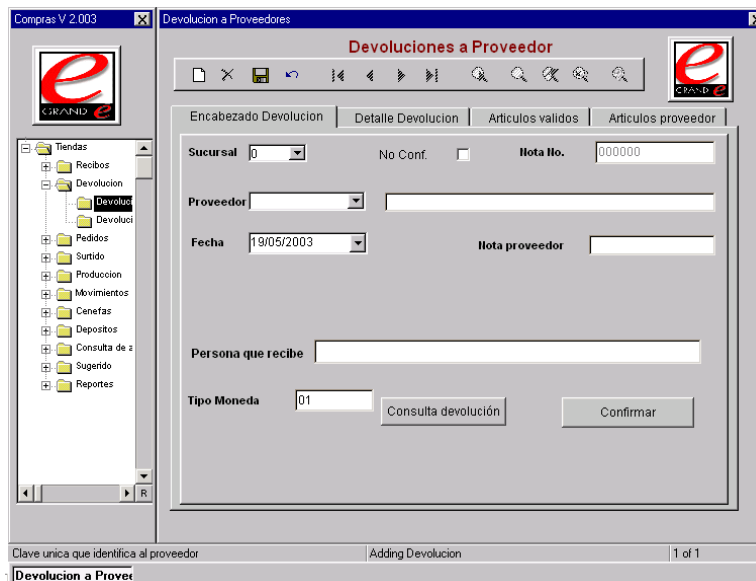 Compras V 2.003
Devolucion a Proveedores
Devoluciones a Proveedor
e
GRAND e
e
GRAND e
Encabezado Devolucion
Detalle Devolucion
Articulos validos
Articulos proveedor
Tiendas
Recibos
Devolucion
Devoluci
Devoluci
Pedidos
Surtido
Produccion
Movimientos
Cenefas
Depositos
Consulta de a
Sugerido
Reportes
R
Sucursal 0 No Conf. Nota No. 000000
Proveedor
Fecha 19/05/2003 Nota proveedor
Persona que recibe
Tipo Moneda 01 Consulta devolución Confirmar
Clave unica que identifica al proveedor Adding Devolucion 1 of 1
Devolucion a Provee